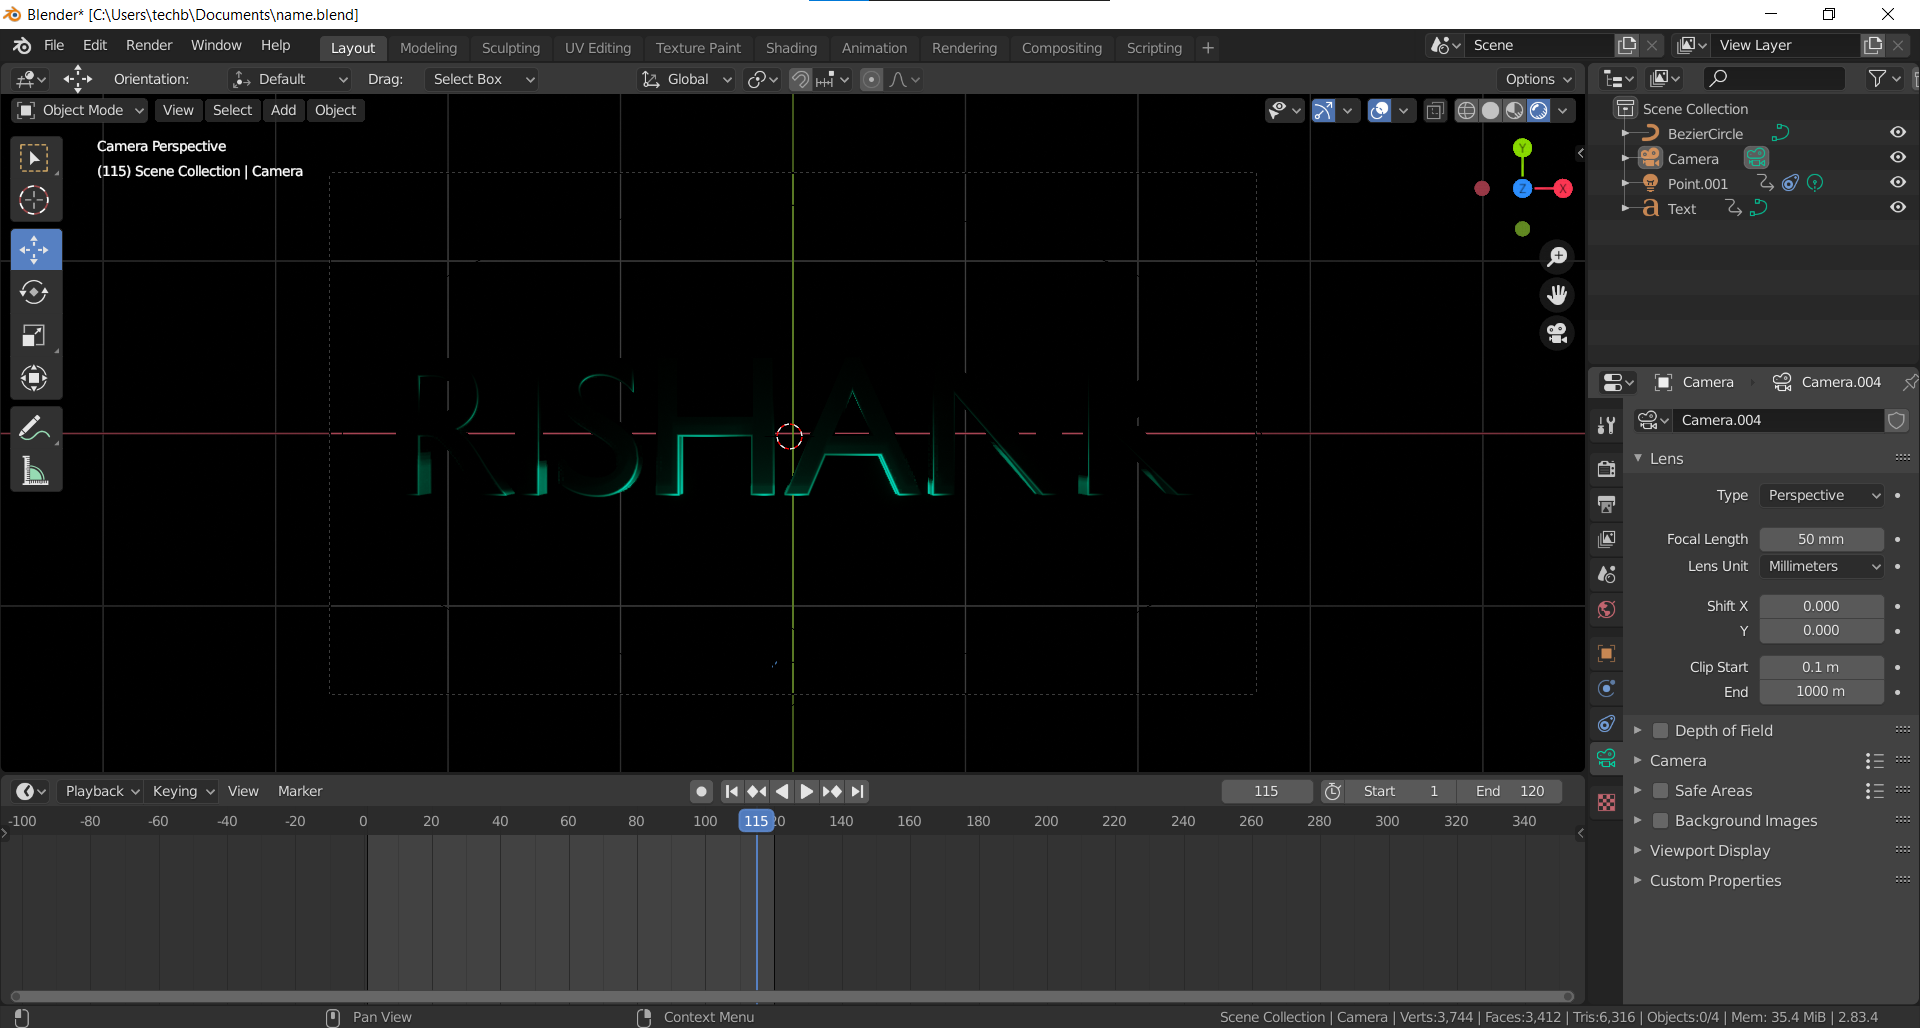 Blender* [C:\Users\techb\Documents\name.blend]
File Edit Render Window Help Layout Modeling Sculpting UV Editing Texture Paint Shading Animation Rendering Compositing Scripting + Scene View Layer
Orientation: Default Drag: Select Box Global Options
Object Mode View Select Add Object
Camera Perspective
(115) Scene Collection | Camera
Y
Z X
RISHANK
Scene Collection
BezierCircle
Camera
Point.001
Text
Camera Camera.004
Camera.004
Lens
Type Perspective
Focal Length 50 mm
Lens Unit Millimeters
Shift X 0.000
Y 0.000
Clip Start 0.1 m
End 1000 m
Depth of Field
Camera
Safe Areas
Background Images
Viewport Display
Custom Properties
Playback Keying View Marker 115 Start 1 End 120
-100 -80 -60 -40 -20 0 20 40 60 80 100 115 20 140 160 180 200 220 240 260 280 300 320 340
Pan View Context Menu Scene Collection | Camera | Verts:3,744 | Faces:3,412 | Tris:6,316 | Objects:0/4 | Mem: 35.4 MiB | 2.83.4